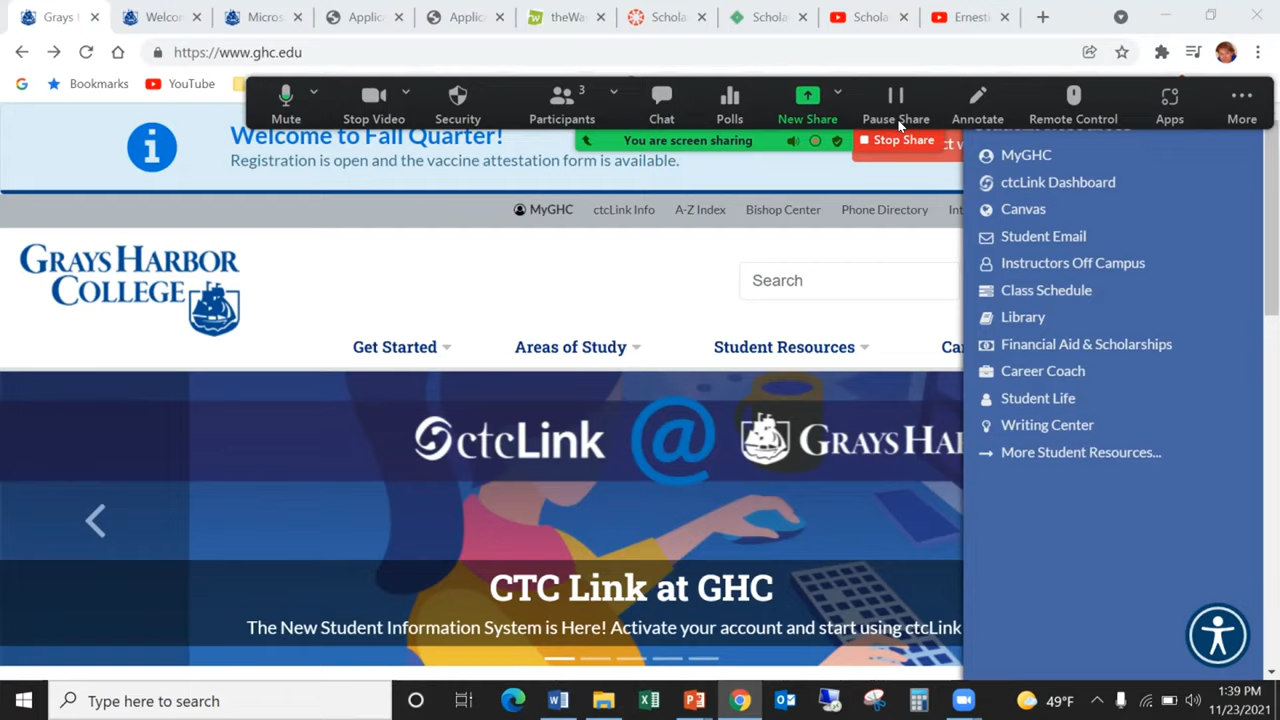 Grays H
Welcom
Micros
Applic
Applic
theWa
Schola
Schola
Schola
Ernesti
https://www.ghc.edu
Bookmarks
YouTube
Mute
Stop Video
Security
3
Participants
Chat
Polls
New Share
Pause Share
Annotate
Remote Control
Apps
More
You are screen sharing
Stop Share
Welcome to Fall Quarter!
Registration is open and the vaccine attestation form is available.
MyGHC
ctcLink Info
A-Z Index
Bishop Center
Phone Directory
Int
GRAYS HARBOR
COLLEGE
Search
Get Started
Areas of Study
Student Resources
Ca
MyGHC
ctcLink Dashboard
Canvas
Student Email
Instructors Off Campus
Class Schedule
Library
Financial Aid & Scholarships
Career Coach
Student Life
Writing Center
More Student Resources...
ctcLink @ GRAYS HA
CTC Link at GHC
The New Student Information System is Here! Activate your account and start using ctcLink
Type here to search
49°F
1:39 PM
11/23/2021